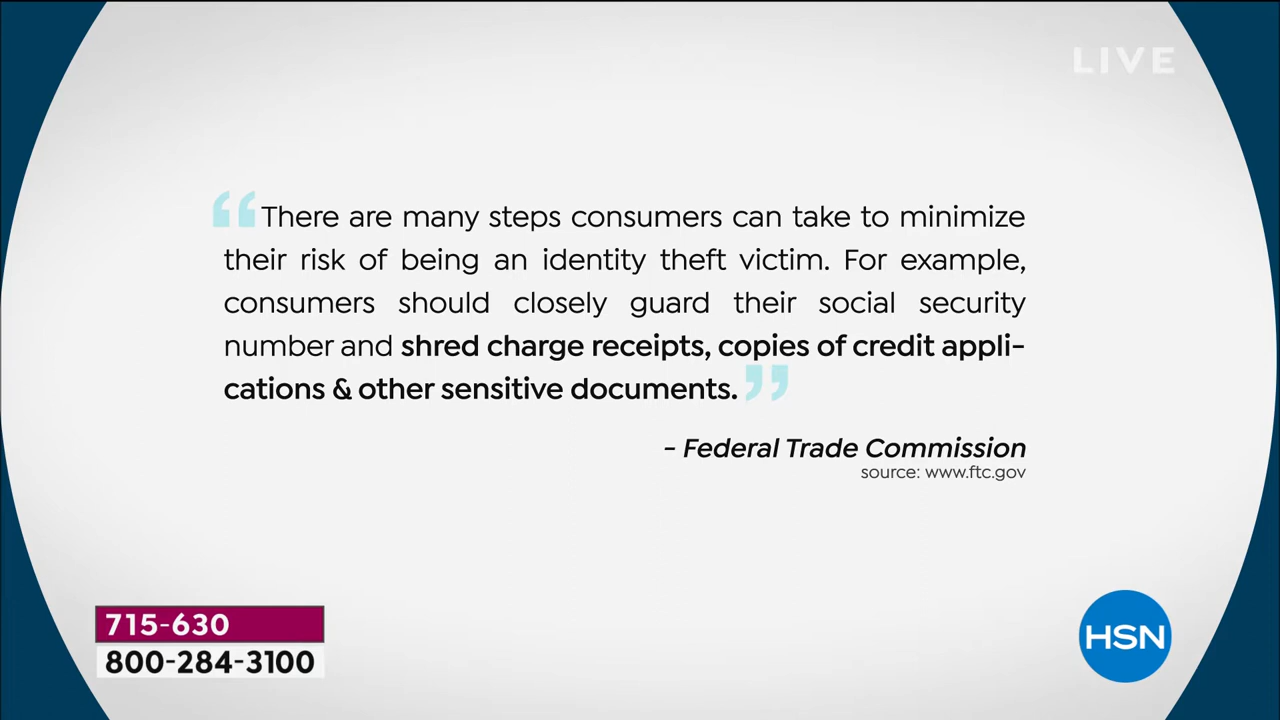 LIVE
“There are many steps consumers can take to minimize
their risk of being an identity theft victim. For example,
consumers should closely guard their social security
number and shred charge receipts, copies of credit appli-
cations & other sensitive documents.”
- Federal Trade Commission
source: www.ftc.gov
715-630
800-284-3100
HSN